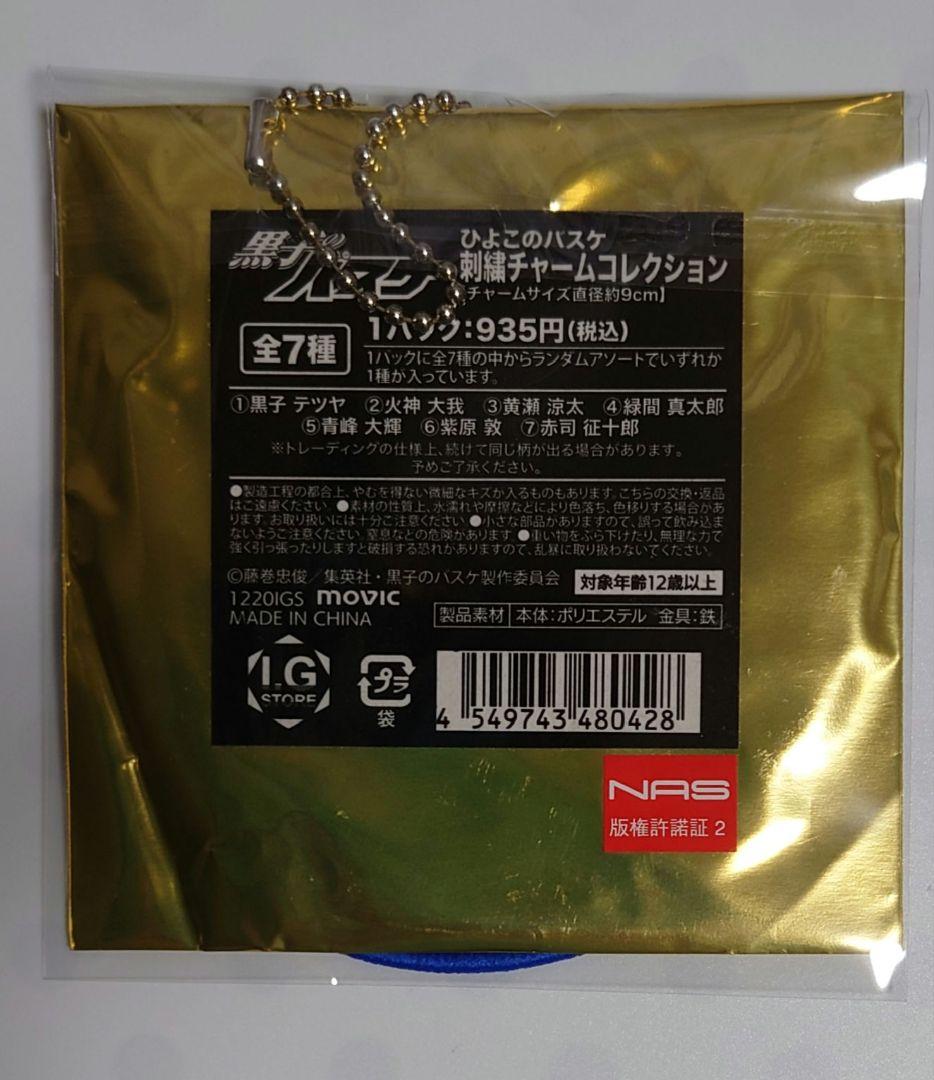 黒子のバスケ
ひよこのバスケ
刺繍チャームコレクション
【チャームサイズ直径約9cm】
全7種
1パック:935円(税込)
1パックに全7種の中からランダムアソートでいずれか
1種が入っています。
①黒子 テツヤ ②火神 大我 ③黄瀬 涼太 ④緑間 真太郎
⑤青峰 大輝 ⑥紫原 敦 ⑦赤司 征十郎
※トレーディングの仕様上、続けて同じ柄が出る場合があります。
予めご了承ください。
●製造工程の都合上、やむを得ない微細なキズが入るものもあります。こちらの交換・返品
はご遠慮ください ●素材の性質上、水濡れや摩擦などにより色落ち、色移りする場合があ
ります。お取り扱いには十分ご注意ください ●小さな部品がありますので、誤って飲み込ま
ないようご注意ください。窒息などの危険があります ●重い物をぶら下げたり、無理な力で
強く引っ張ったりしますと破損する恐れがありますので、乱暴に取り扱わないでください。
©藤巻忠俊/集英社・黒子のバスケ製作委員会
対象年齢12歳以上
1220IGS movic
MADE IN CHINA
製品素材 本体:ポリエステル 金具:鉄
LG
STORE
プラ
袋
4 549743 480428
NAS
版権許諾証 2